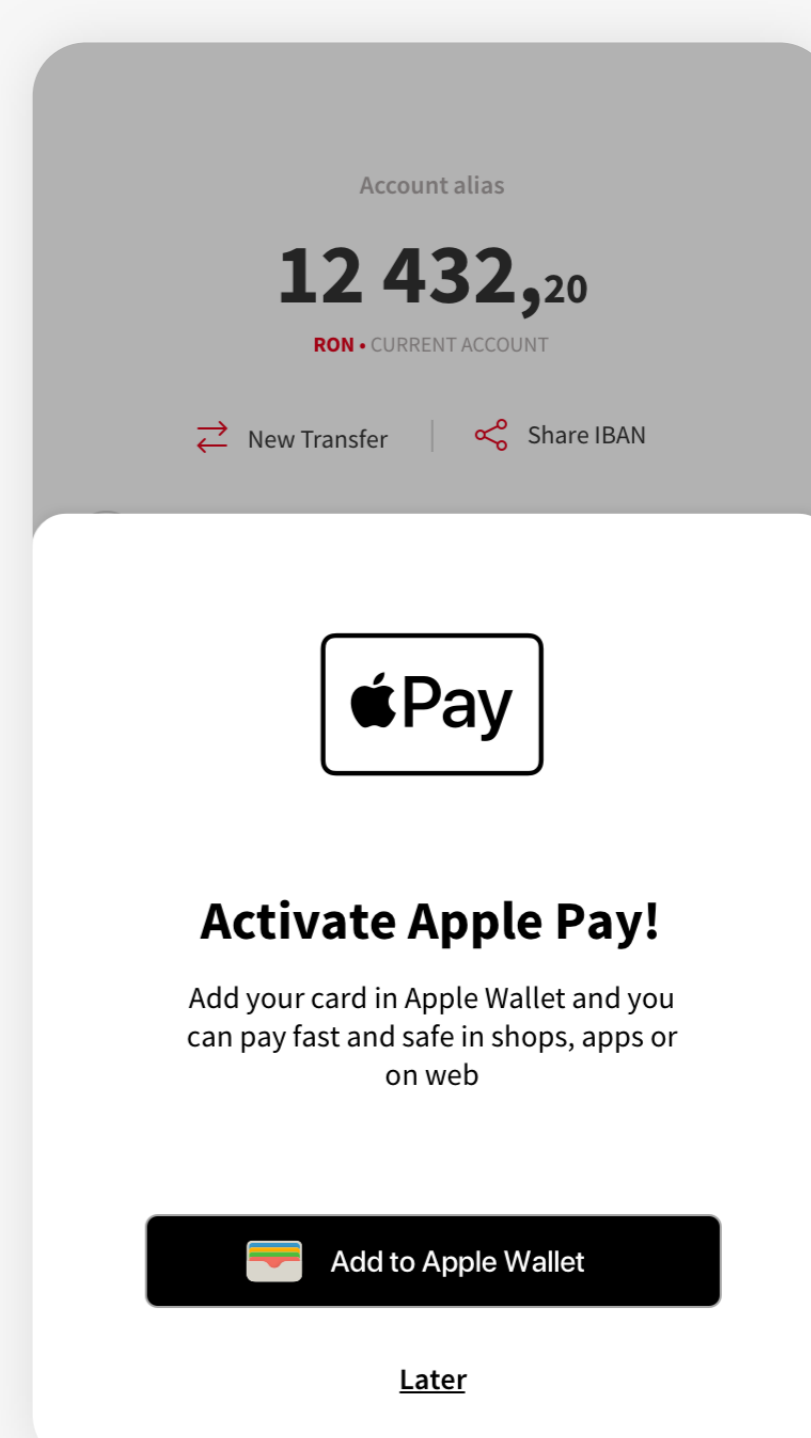 Account alias
12 432,20
RON • CURRENT ACCOUNT
New Transfer
Share IBAN
Pay
Activate Apple Pay!
Add your card in Apple Wallet and you
can pay fast and safe in shops, apps or
on web
Add to Apple Wallet
Later